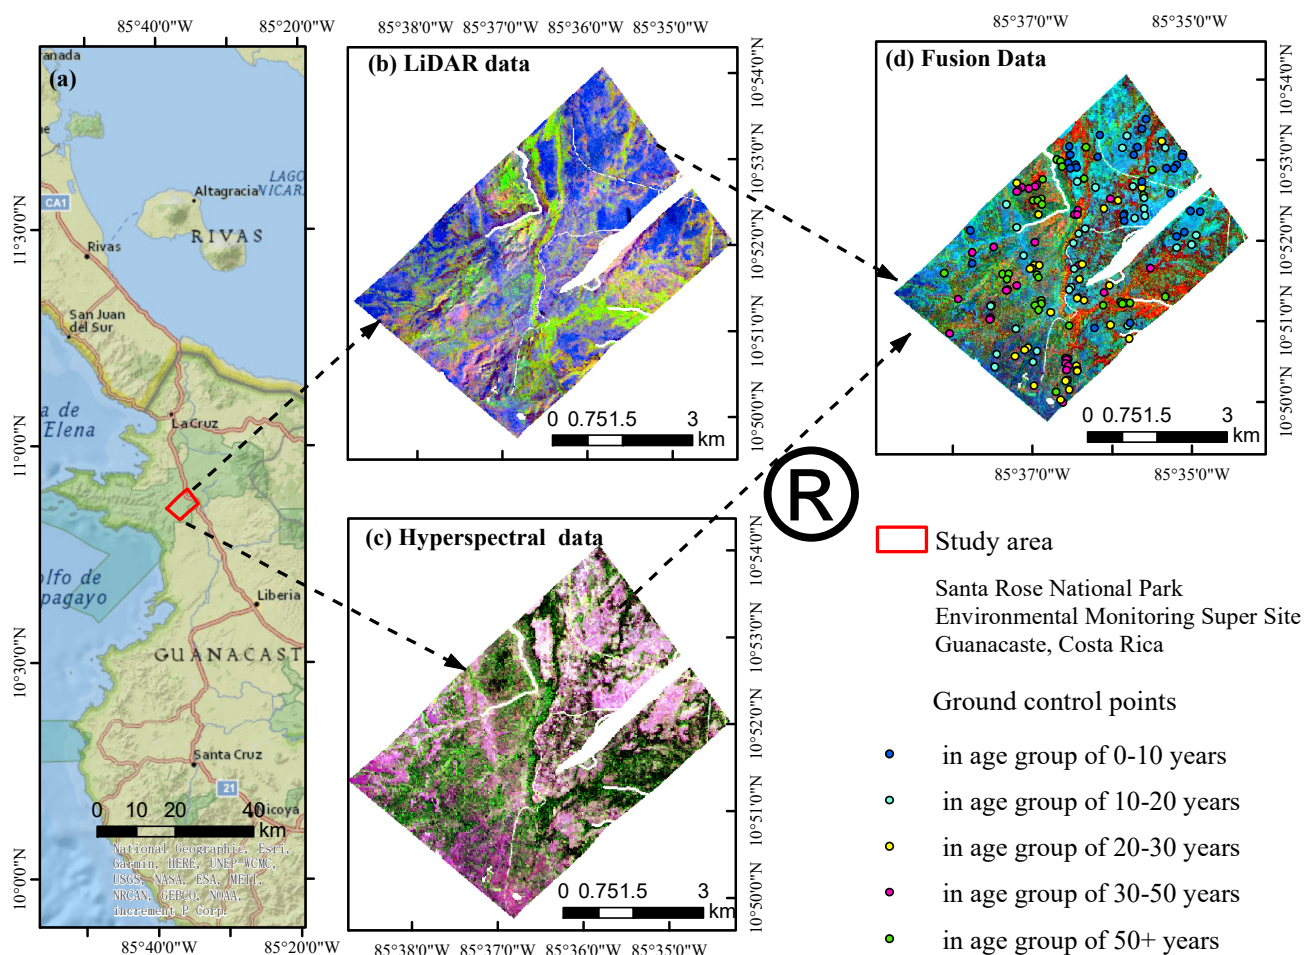 85°40'0"W 85°20'0"W
85°38'0"W 85°37'0"W 85°36'0"W 85°35'0"W
85°37'0"W 85°35'0"W
(a)
anada
LAGO
NICAR
Altagracia
CA1
RIVAS
Rivas
San Juan
del Sur
a de
Elena
La Cruz
olfo de
pagayo
Liberia
GUANACAST
Santa Cruz
21
Nicoya
0 10 20 40
km
National Geographic, Esri,
Garmin, HERE, UNEP-WCMC,
USGS, NASA, ESA, METI,
NRCAN, GEBCO, NOAA,
increment P Corp.
11°30'0"N
11°0'0"N
10°30'0"N
10°0'0"N
85°40'0"W 85°20'0"W
(b) LiDAR data
10°54'0"N
10°53'0"N
10°52'0"N
10°51'0"N
10°50'0"N
0 0.75 1.5 3
km
(c) Hyperspectral data
10°54'0"N
10°53'0"N
10°52'0"N
10°51'0"N
10°50'0"N
0 0.75 1.5 3
km
85°38'0"W 85°37'0"W 85°36'0"W 85°35'0"W
(d) Fusion Data
10°54'0"N
10°53'0"N
10°52'0"N
10°51'0"N
10°50'0"N
0 0.75 1.5 3
km
85°37'0"W 85°35'0"W
®
Study area
Santa Rose National Park
Environmental Monitoring Super Site
Guanacaste, Costa Rica
Ground control points
in age group of 0-10 years
in age group of 10-20 years
in age group of 20-30 years
in age group of 30-50 years
in age group of 50+ years